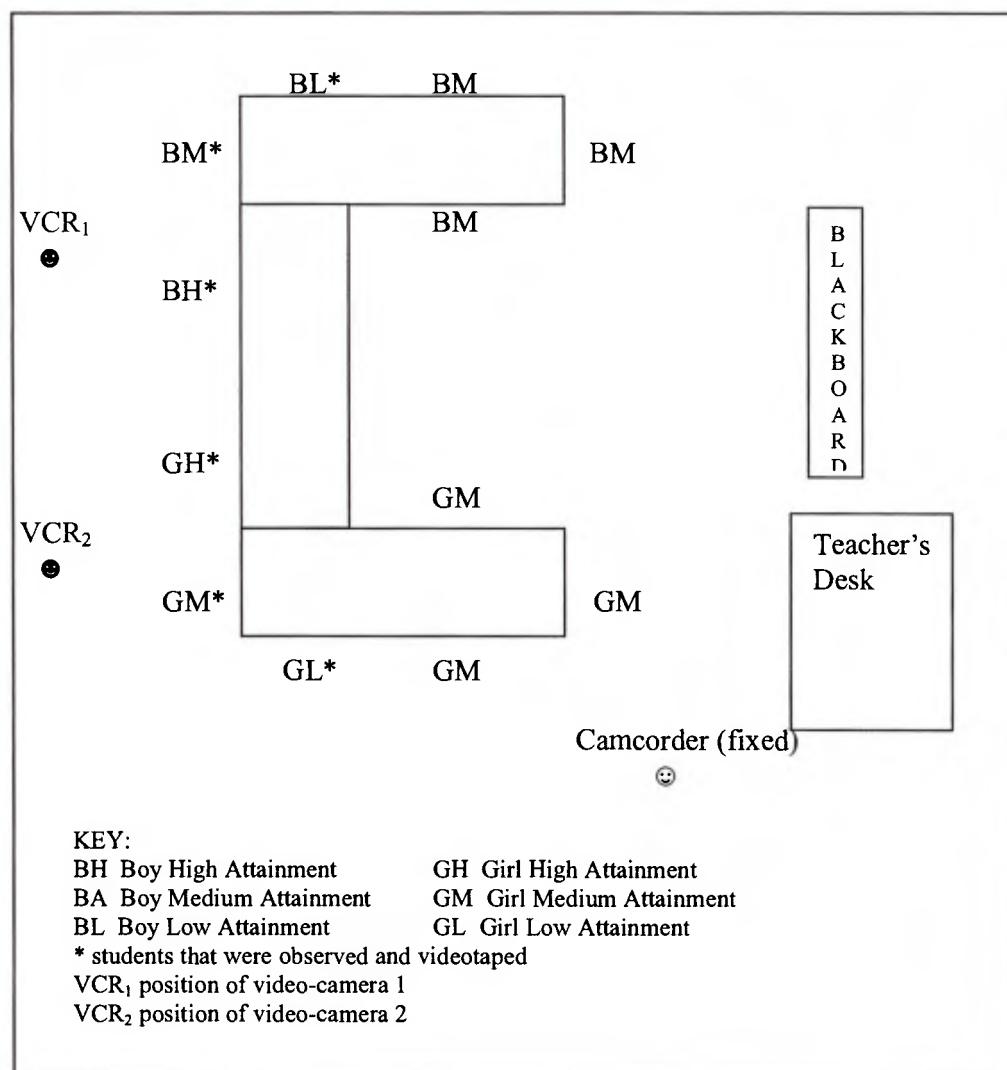 BL* BM
BM* BM
BM
VCR₁
BH*
BLACKBOARD
GH*
GM
VCR₂
Teacher's
Desk
GM* GM
GL* GM
Camcorder (fixed)
KEY:
BH Boy High Attainment GH Girl High Attainment
BA Boy Medium Attainment GM Girl Medium Attainment
BL Boy Low Attainment GL Girl Low Attainment
* students that were observed and videotaped
VCR₁ position of video-camera 1
VCR₂ position of video-camera 2